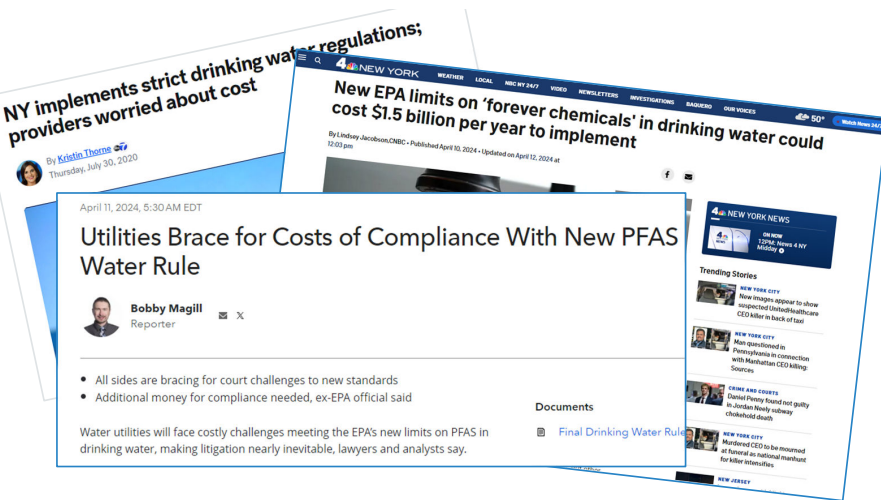 NY implements strict drinking water regulations;
providers worried about cost
By Kristin Thorne
Thursday, July 30, 2020
4 NEW YORK
WEATHER
LOCAL
NBC NY 24/7
VIDEO
NEWSLETTERS
INVESTIGATIONS
BAQUERO
OUR VOICES
50°
Watch News 24/7
New EPA limits on ‘forever chemicals' in drinking water could
cost $1.5 billion per year to implement
By Lindsey Jacobson,CNBC • Published April 10, 2024 • Updated on April 12, 2024 at
12:03 pm
4 NEW YORK NEWS
ON NOW
12PM: News 4 NY
Midday
Trending Stories
NEW YORK CITY
New images appear to show
suspected UnitedHealthcare
CEO killer in back of taxi
NEW YORK CITY
Man questioned in
Pennsylvania in connection
with Manhattan CEO killing:
Sources
CRIME AND COURTS
Daniel Penny found not guilty
in Jordan Neely subway
chokehold death
NEW YORK CITY
Murdered CEO to be mourned
at funeral as national manhunt
for killer intensifies
NEW JERSEY
April 11, 2024, 5:30 AM EDT
Utilities Brace for Costs of Compliance With New PFAS
Water Rule
Bobby Magill
Reporter
• All sides are bracing for court challenges to new standards
• Additional money for compliance needed, ex-EPA official said
Water utilities will face costly challenges meeting the EPA’s new limits on PFAS in
drinking water, making litigation nearly inevitable, lawyers and analysts say.
Documents
Final Drinking Water Rule